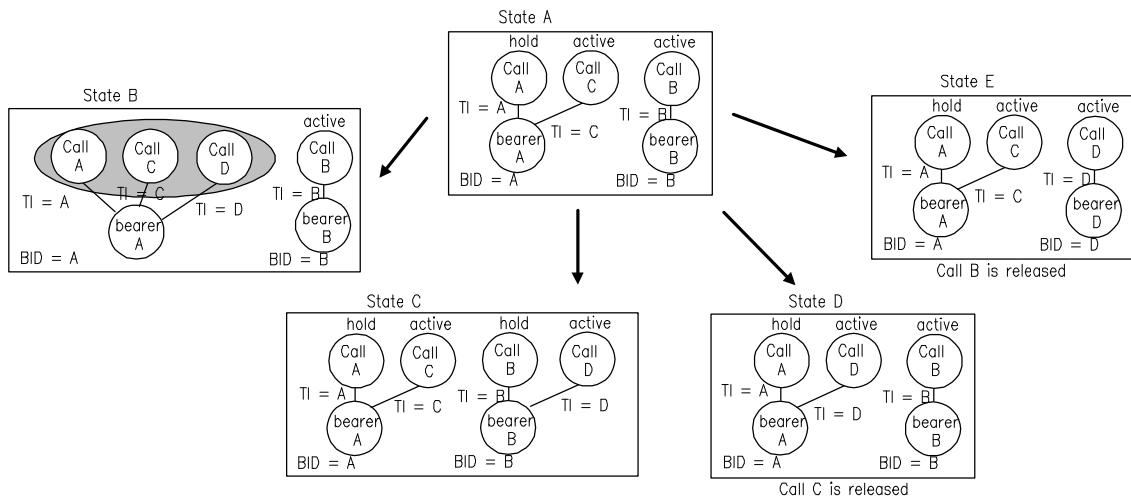 State A
hold active active
Call A
Call C
Call B
TI = A
TI = C
TI = B
bearer A
bearer B
BID = A
BID = B
State B
active
Call A
Call C
Call D
Call B
TI = A
TI = C
TI = D
TI = B
bearer A
bearer B
BID = A
BID = B
State E
hold active active
Call A
Call C
Call D
TI = A
TI = C
TI = D
bearer A
bearer D
BID = A
BID = D
Call B is released
State C
hold active hold active
Call A
Call C
Call B
Call D
TI = A
TI = C
TI = B
TI = D
bearer A
bearer B
BID = A
BID = B
State D
hold active active
Call A
Call D
Call B
TI = A
TI = D
TI = B
bearer A
bearer B
BID = A
BID = B
Call C is released